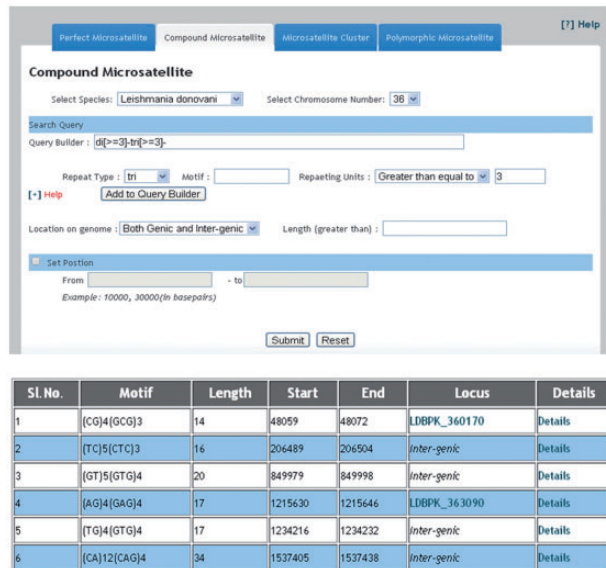 [?] Help
Perfect Microsatellite Compound Microsatellite Microsatellite Cluster Polymorphic Microsatellite
Compound Microsatellite
Select Species: Leishmania donovani Select Chromosome Number: 36
Search Query
Query Builder : di[>=3]-tri[>=3]-
Repeat Type : tri Motif : Repaeting Units : Greater than equal to 3
[+] Help Add to Query Builder
Location on genome : Both Genic and Inter-genic Length (greater than) :
Set Postion
From - to
Example: 10000, 30000(in basepairs)
Submit Reset
Sl. No. Motif Length Start End Locus Details
1 (CG)4(GCG)3 14 48059 48072 LDBPK_360170 Details
2 (TC)5(CTC)3 16 206489 206504 Inter-genic Details
3 (GT)5(GTG)4 20 849979 849998 Inter-genic Details
4 (AG)4(GAG)4 17 1215630 1215646 LDBPK_363090 Details
5 (TG)4(GTG)4 17 1234216 1234232 Inter-genic Details
6 (CA)12(CAG)4 34 1537405 1537438 Inter-genic Details